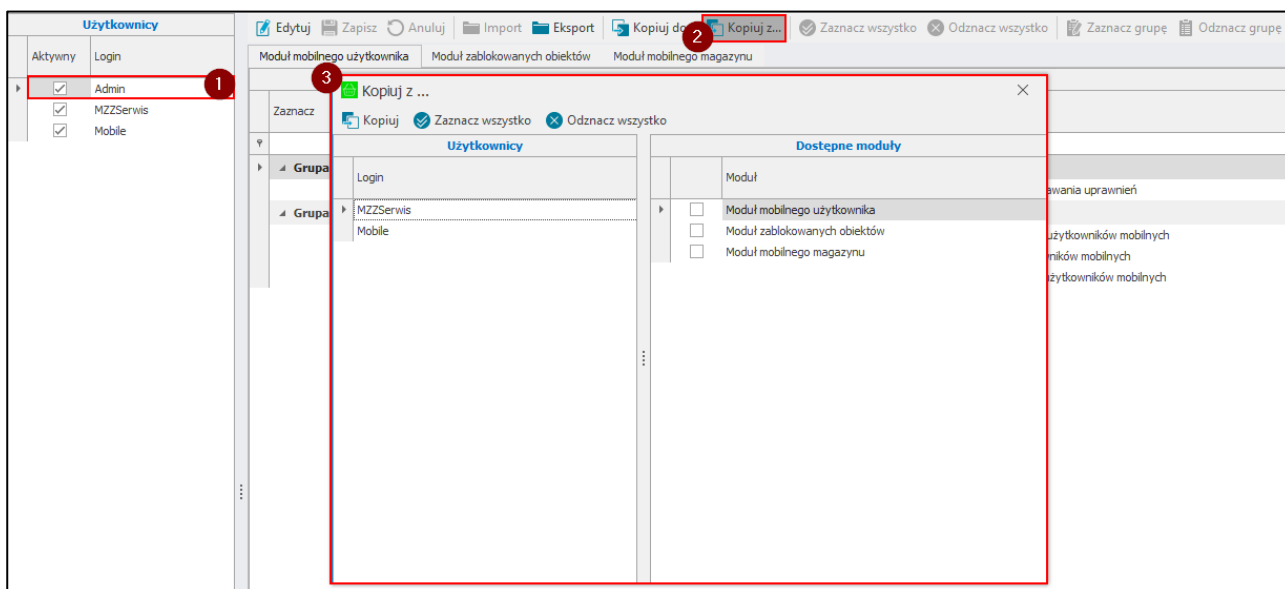 Użytkownicy
Edytuj Zapisz Anuluj Import Eksport Kopiuj do Kopiuj z... Zaznacz wszystko Odznacz wszystko Zaznacz grupę Odznacz grupę
2
Aktywny Login
Moduł mobilnego użytkownika Moduł zablokowanych obiektów Moduł mobilnego magazynu
Admin
1
MZZSerwis
Mobile
3
Kopiuj z ...
Zaznacz
Kopiuj Zaznacz wszystko Odznacz wszystko
Użytkownicy Dostępne moduły
Grupa
Login Moduł
uprawnień
Grupa
MZZSerwis Moduł mobilnego użytkownika
Mobile Moduł zablokowanych obiektów
użytkowników mobilnych
Moduł mobilnego magazynu
mobilnych
użytkowników mobilnych